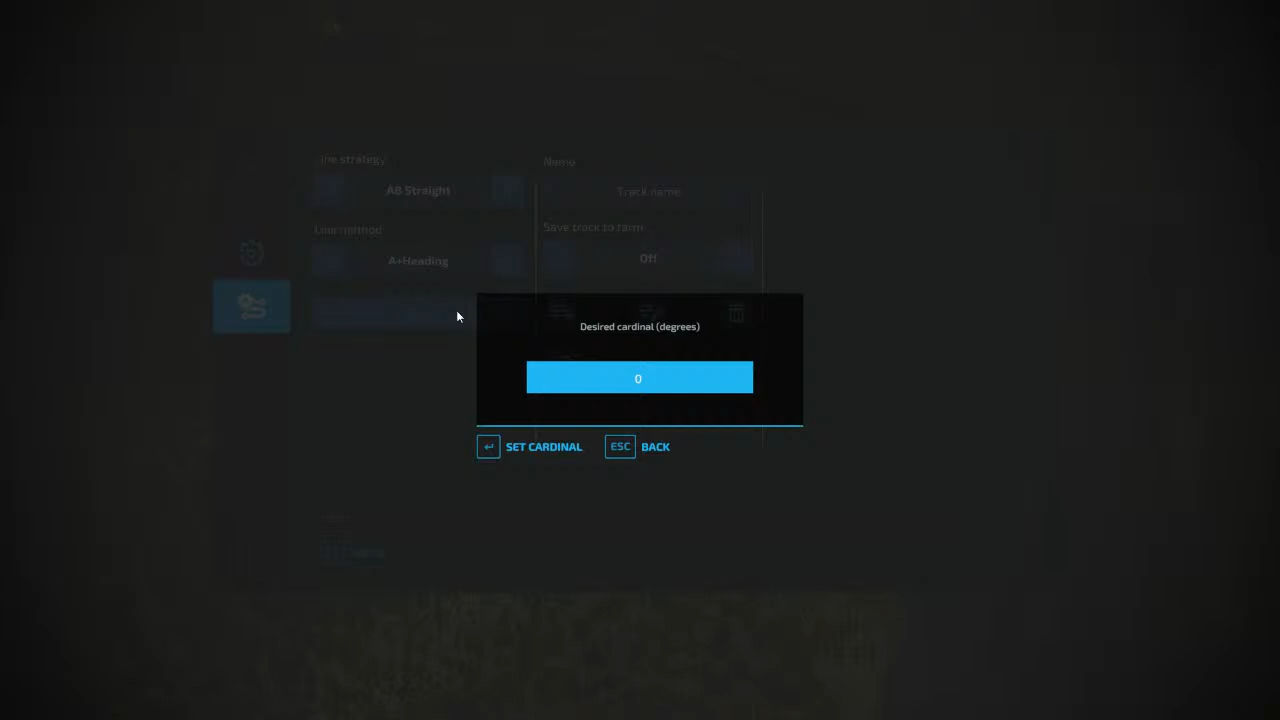 Line strategy
Name
AB Straight
Track name
Line method
Save track to farm
A+Heading
Off
Desired cardinal (degrees)
0
↵ SET CARDINAL ESC BACK